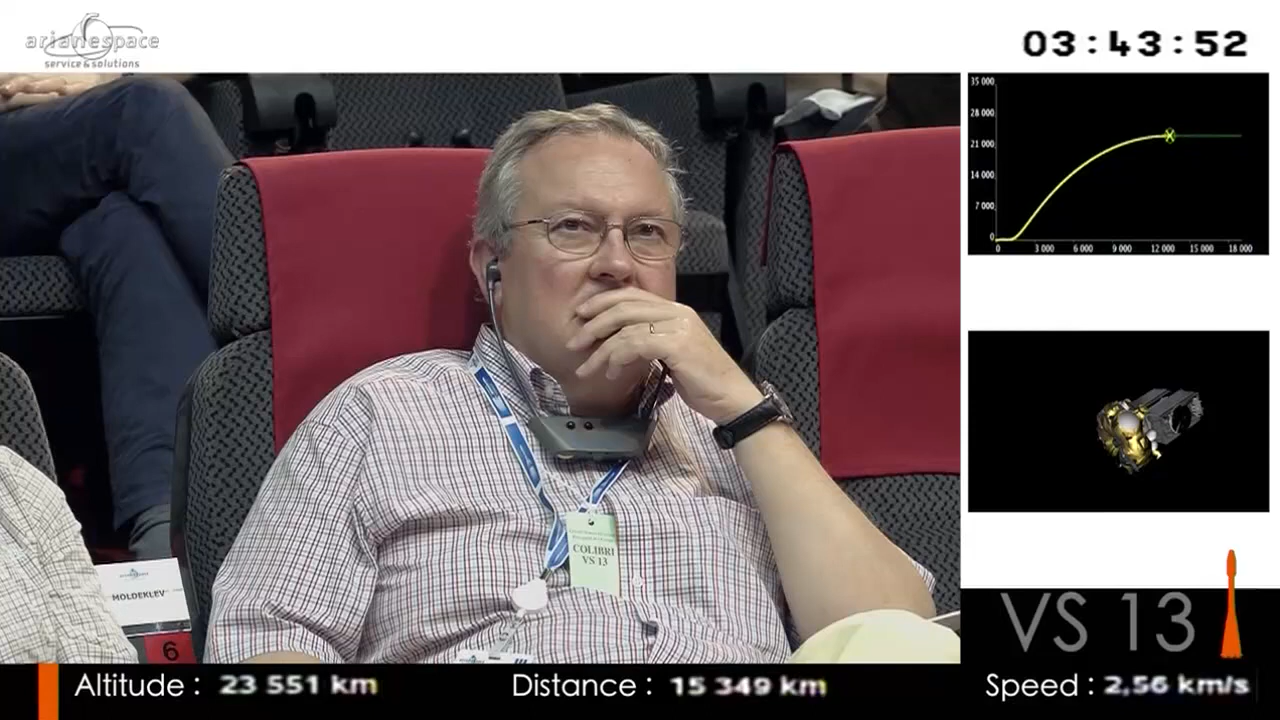 arianespace
service & solutions
03:43:52
35 000
28 000
21 000
14 000
7 000
0
0 3 000 6 000 9 000 12 000 15 000 18 000
COLIBRI
VS 13
MOLDEKLEV
6
VS 13
Altitude : 23 551 km Distance : 15 349 km Speed : 2,56 km/s